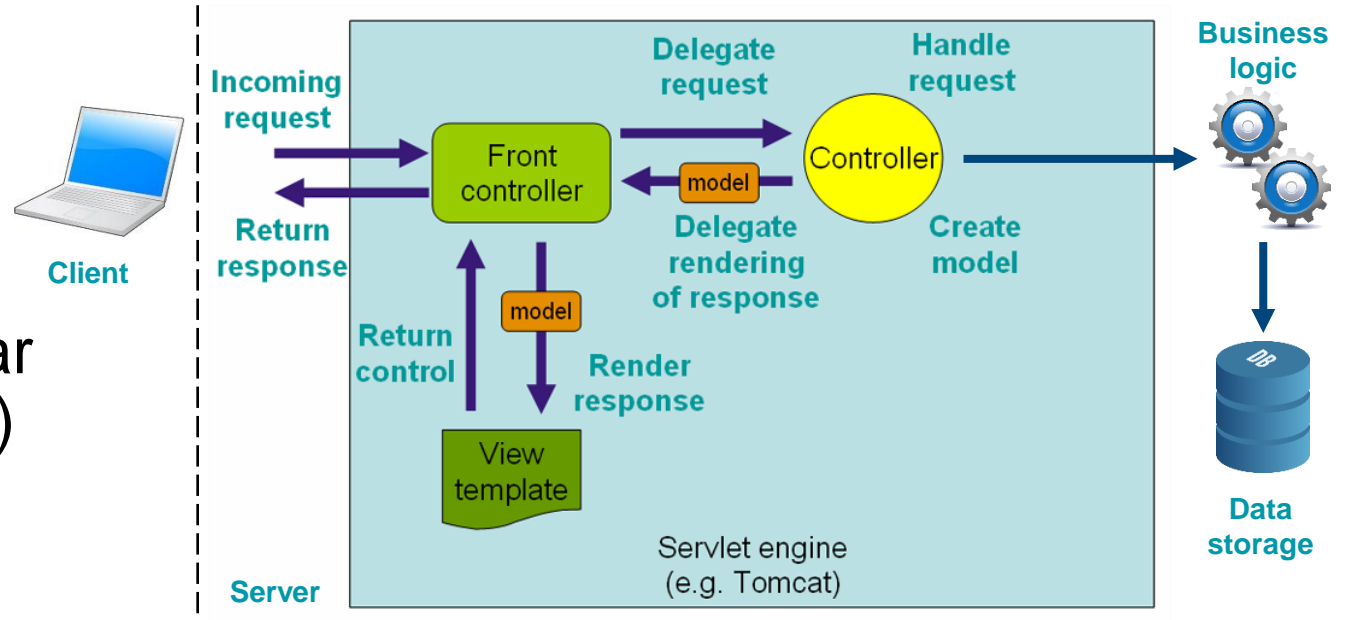 Business
logic
Delegate
request
Handle
request
Incoming
request
Front
controller
Controller
model
Return
response
Delegate
rendering
of response
Create
model
Client
model
Return
control
Render
response
ar
)
DB
View
template
Data
storage
Servlet engine
(e.g. Tomcat)
Server